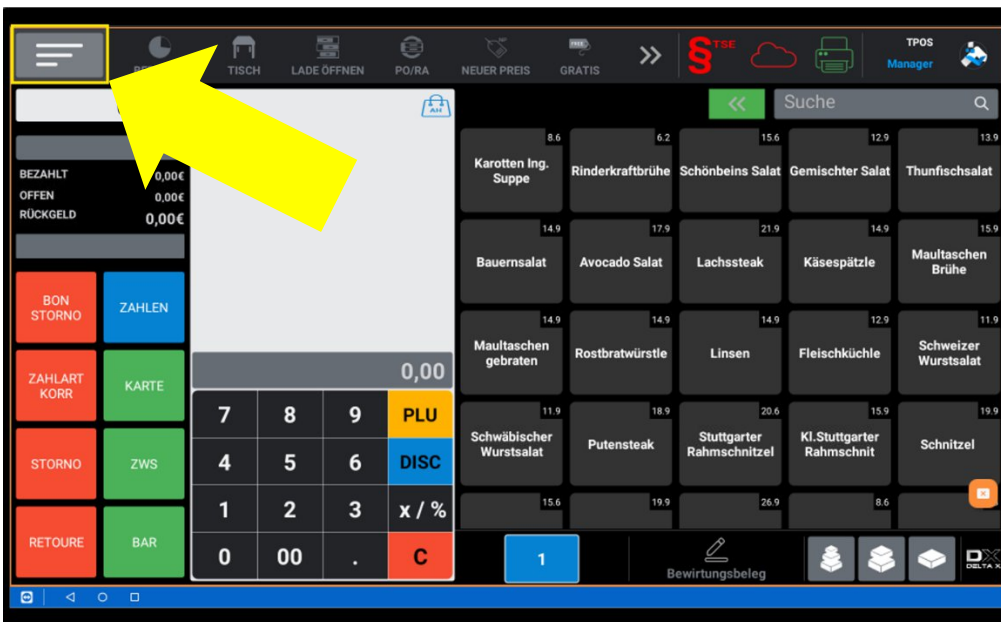 TISCH
LADE ÖFFNEN
PO/RA
NEUER PREIS
FREE
GRATIS
§TSE
TPOS
Manager
AH
Suche
BEZAHLT 0,00€
OFFEN 0,00€
RÜCKGELD 0,00€
BON
STORNO
ZAHLEN
ZAHLART
KORR
KARTE
STORNO
ZWS
RETOURE
BAR
0,00
7 8 9 PLU
4 5 6 DISC
1 2 3 x / %
0 00 . C
8.6
Karotten Ing.
Suppe
6.2
Rinderkraftbrühe
15.6
Schönbeins Salat
12.9
Gemischter Salat
13.9
Thunfischsalat
14.9
Bauernsalat
17.9
Avocado Salat
21.9
Lachssteak
14.9
Käsespätzle
15.9
Maultaschen
Brühe
14.9
Maultaschen
gebraten
14.9
Rostbratwürstle
14.9
Linsen
12.9
Fleischküchle
11.9
Schweizer
Wurstsalat
11.9
Schwäbischer
Wurstsalat
18.9
Putensteak
20.6
Stuttgarter
Rahmschnitzel
15.9
Kl.Stuttgarter
Rahmschnit
19.9
Schnitzel
15.6
19.9
26.9
8.6
1
Bewirtungsbeleg
DX
DELTA X